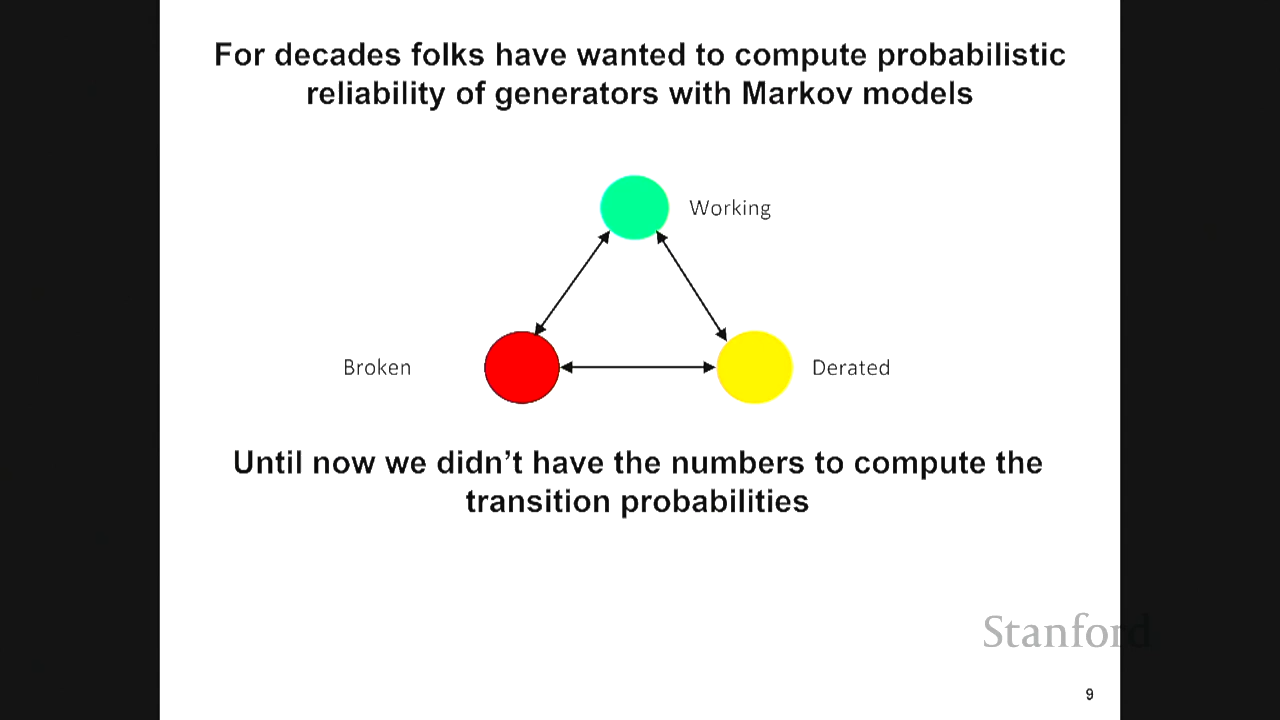 For decades folks have wanted to compute probabilistic
reliability of generators with Markov models
Working
Broken
Derated
Until now we didn’t have the numbers to compute the
transition probabilities
Stanford
9